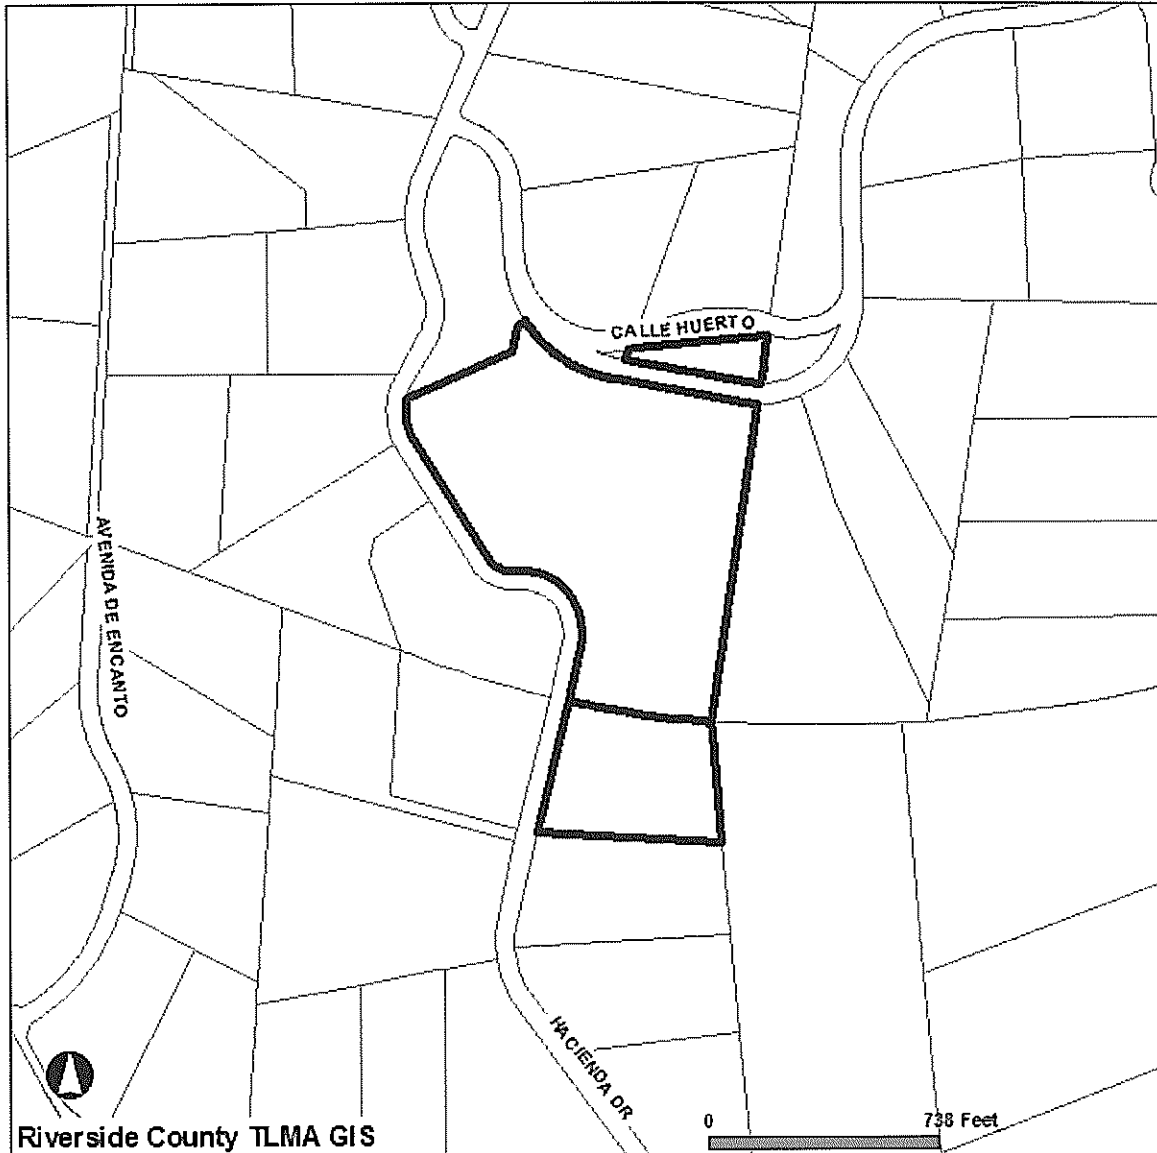 CALLE HUERTO
AVENIDA DE ENCANTO
HACIENDA DR
0 738 Feet
Riverside County TLMA GIS